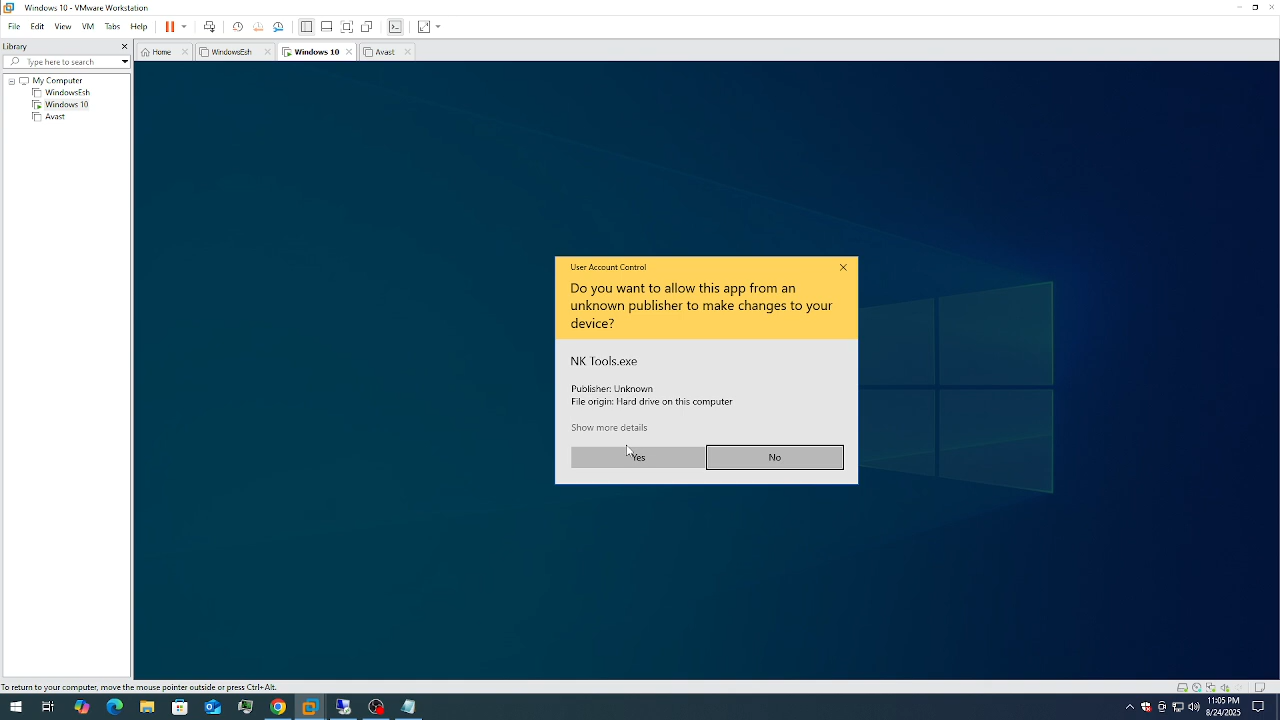 Windows 10 - VMware Workstation
File Edit View VM Tabs Help
Library
Type here to search
My Computer
WindowsEsh
Windows 10
Avast
Home
WindowsEsh
Windows 10
Avast
User Account Control
Do you want to allow this app from an
unknown publisher to make changes to your
device?
NK Tools.exe
Publisher: Unknown
File origin: Hard drive on this computer
Show more details
Yes
No
To return to your computer, move the mouse pointer outside or press Ctrl+Alt.
11:05 PM
8/24/2025